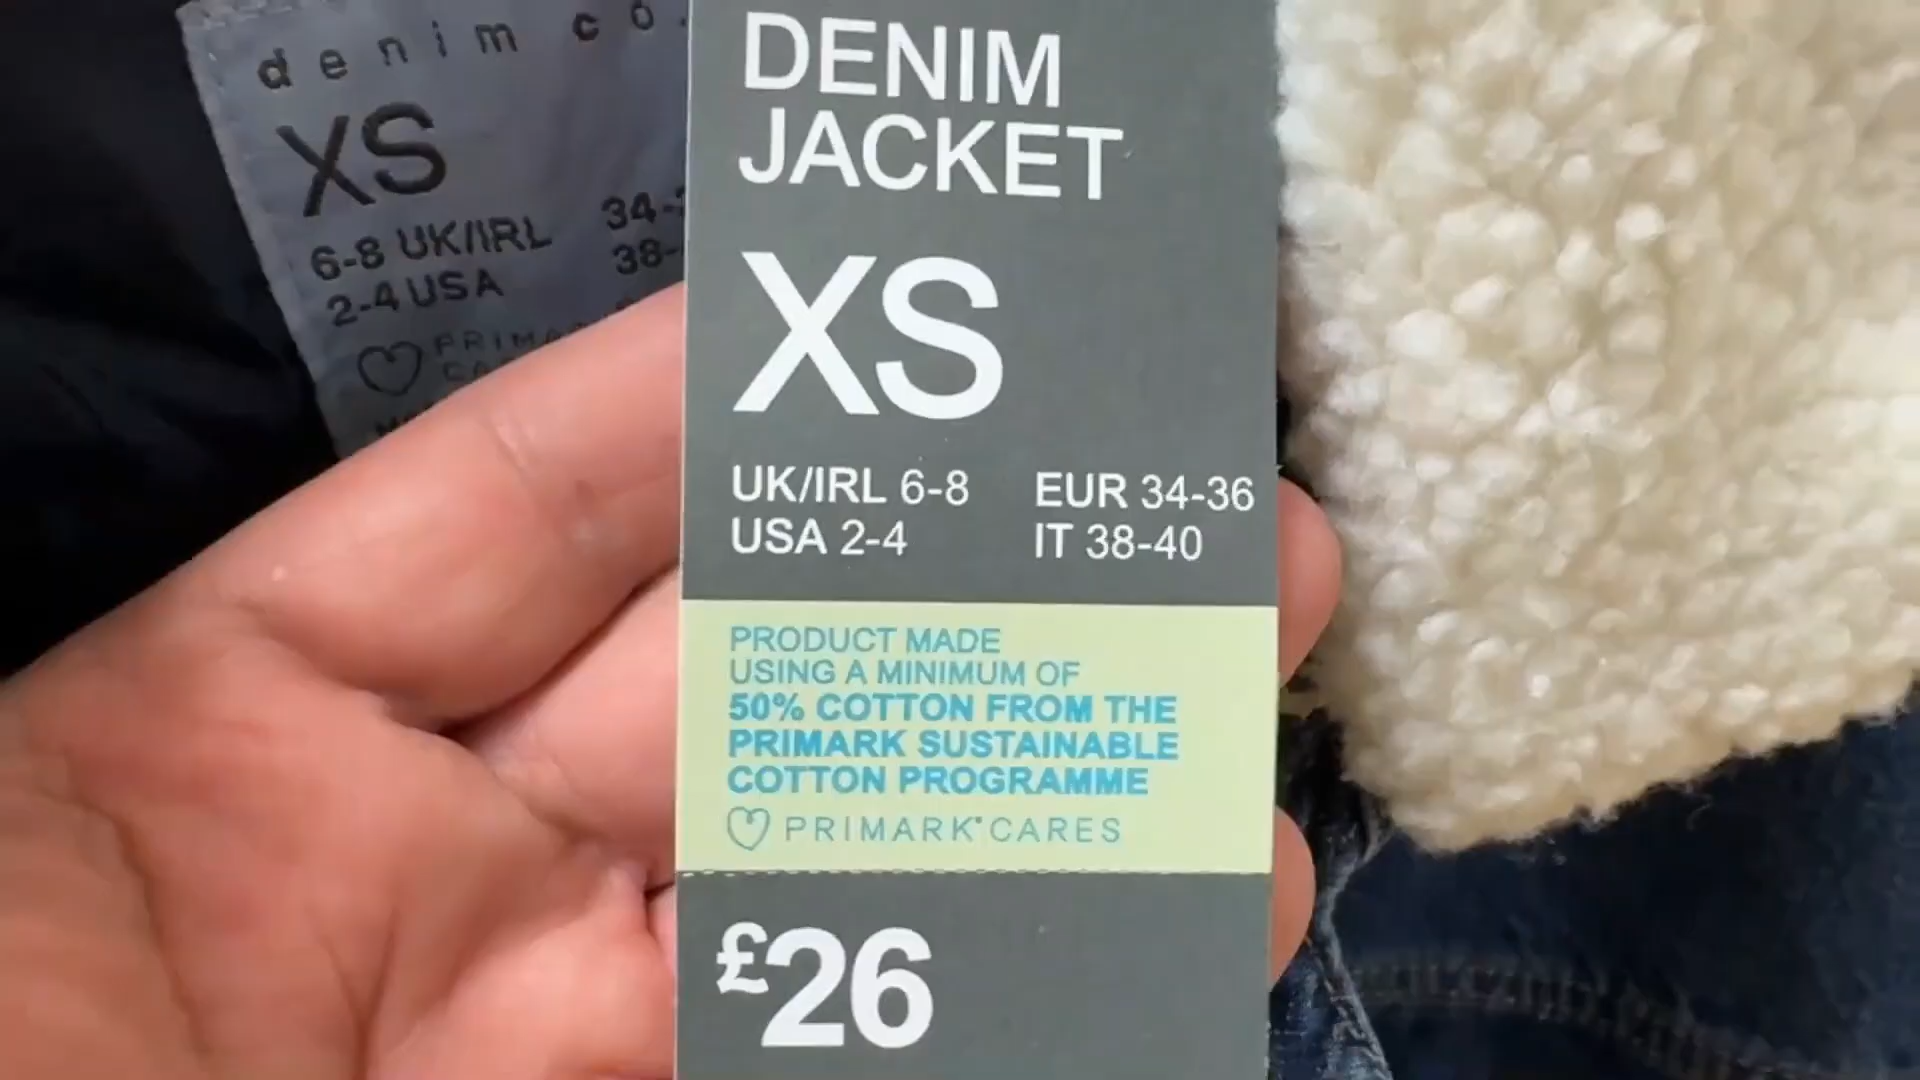 denim co.
XS
6-8 UK/IRL 34-
2-4 USA 38-
DENIM
JACKET
XS
UK/IRL 6-8 EUR 34-36
USA 2-4 IT 38-40
PRODUCT MADE
USING A MINIMUM OF
50% COTTON FROM THE
PRIMARK SUSTAINABLE
COTTON PROGRAMME
PRIMARK CARES
£26